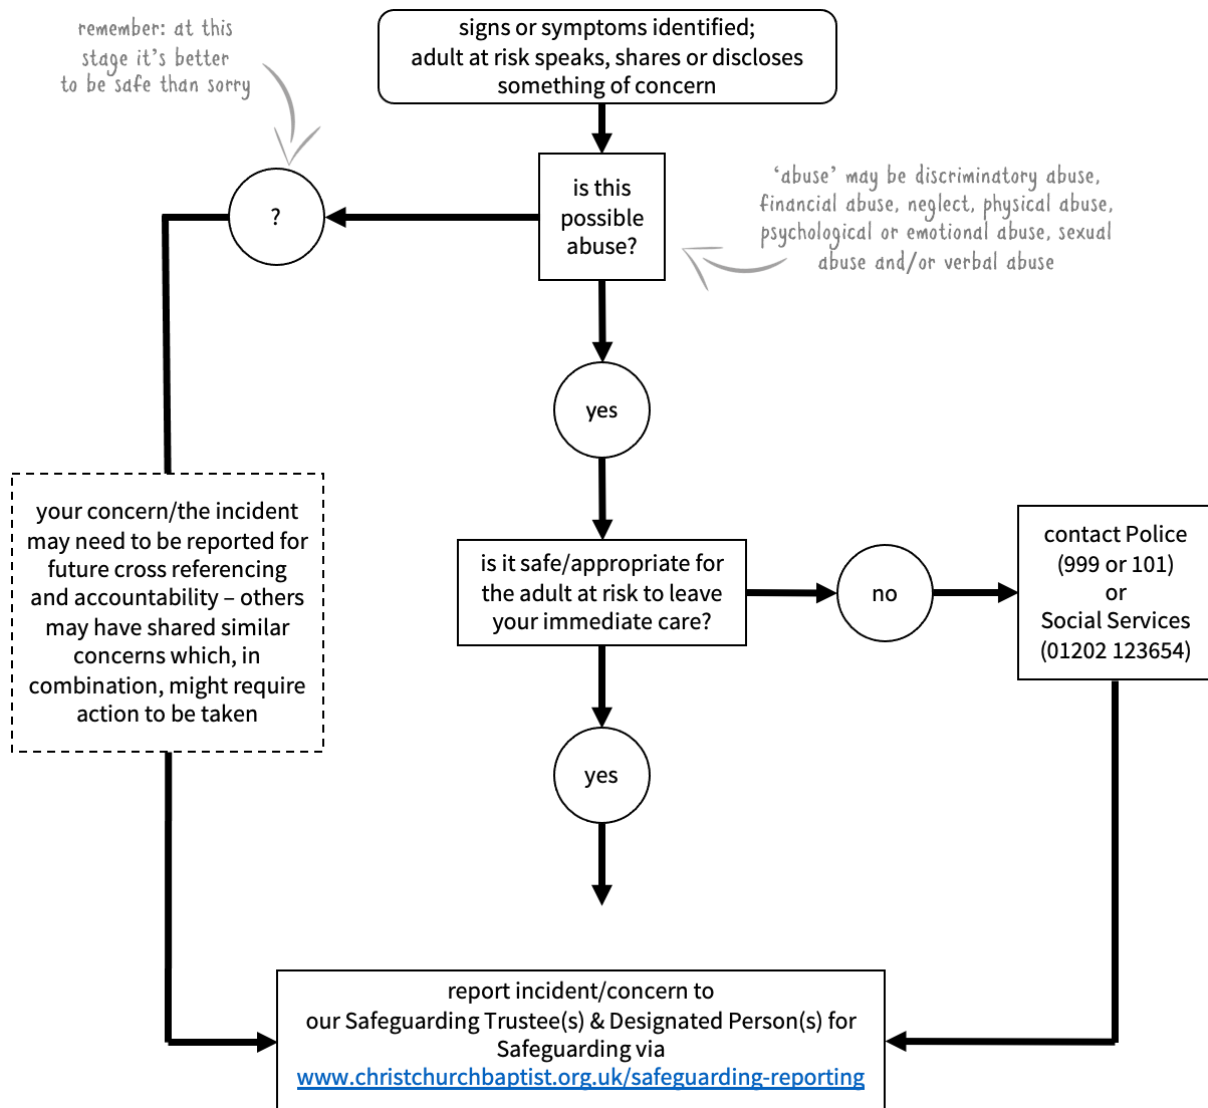 remember: at this
stage it's better
to be safe than sorry
signs or symptoms identified;
adult at risk speaks, shares or discloses
something of concern
?
is this
possible
abuse?
‘abuse’ may be discriminatory abuse,
financial abuse, neglect, physical abuse,
psychological or emotional abuse, sexual
abuse and/or verbal abuse
yes
your concern/the incident
may need to be reported for
future cross referencing
and accountability – others
may have shared similar
concerns which, in
combination, might require
action to be taken
is it safe/appropriate for
the adult at risk to leave
your immediate care?
no
contact Police
(999 or 101)
or
Social Services
(01202 123654)
yes
report incident/concern to
our Safeguarding Trustee(s) & Designated Person(s) for
Safeguarding via
www.christchurchbaptist.org.uk/safeguarding-reporting